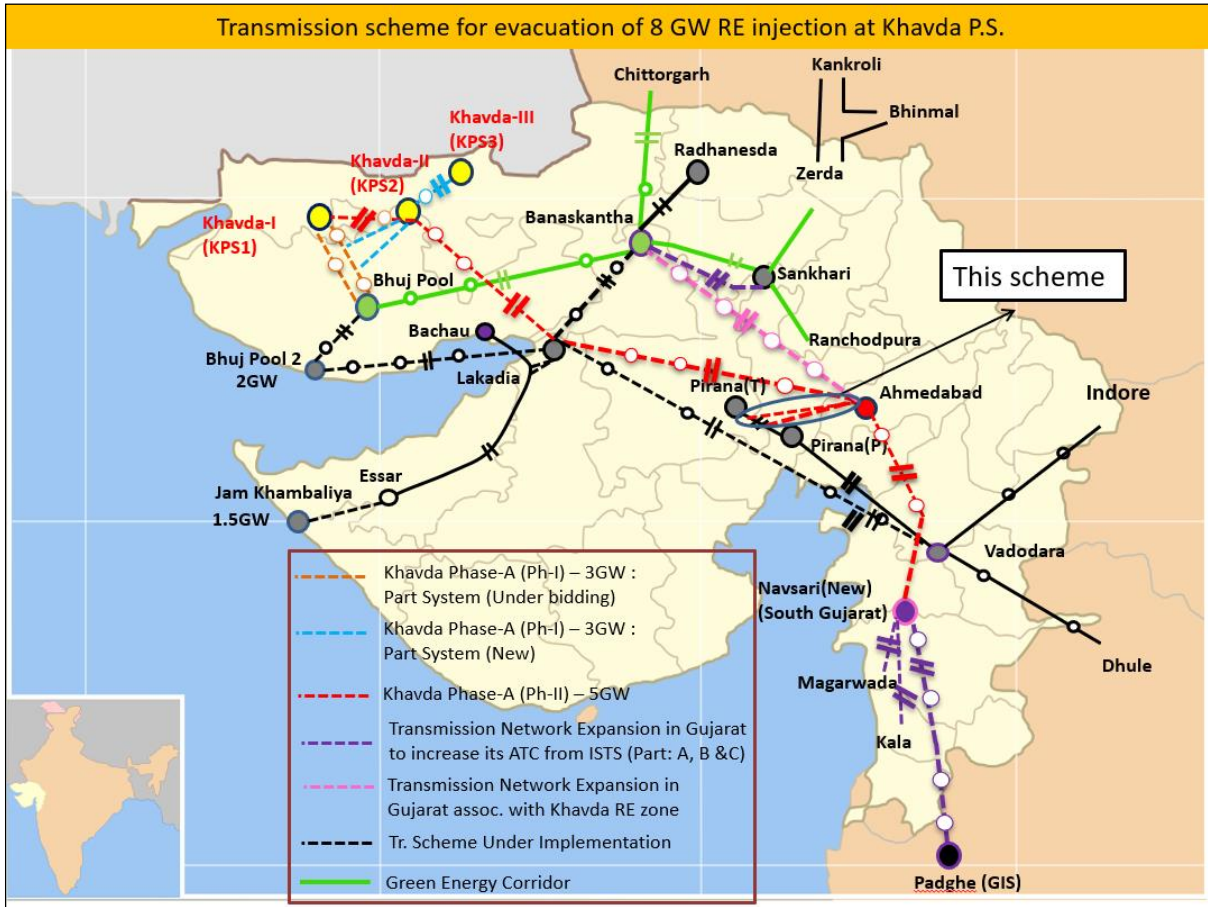 Transmission scheme for evacuation of 8 GW RE injection at Khavda P.S.
Kankroli
Chittorgarh
Bhinmal
Khavda-III
(KPS3)
Radhanesda
Khavda-II
(KPS2)
Zerda
Khavda-I
(KPS1)
Banaskantha
Sankhari
This scheme
Bhuj Pool
Bachau
Ranchodpura
Bhuj Pool 2
2GW
Lakadia
Pirana(T)
Ahmedabad
Indore
Pirana(P)
Essar
Jam Khambaliya
1.5GW
Vadodara
Navsari(New)
(South Gujarat)
Dhule
Magarwada
Kala
Padghe (GIS)
Khavda Phase-A (Ph-I) – 3GW :
Part System (Under bidding)
Khavda Phase-A (Ph-I) – 3GW :
Part System (New)
Khavda Phase-A (Ph-II) – 5GW
Transmission Network Expansion in Gujarat
to increase its ATC from ISTS (Part: A, B &C)
Transmission Network Expansion in
Gujarat assoc. with Khavda RE zone
Tr. Scheme Under Implementation
Green Energy Corridor